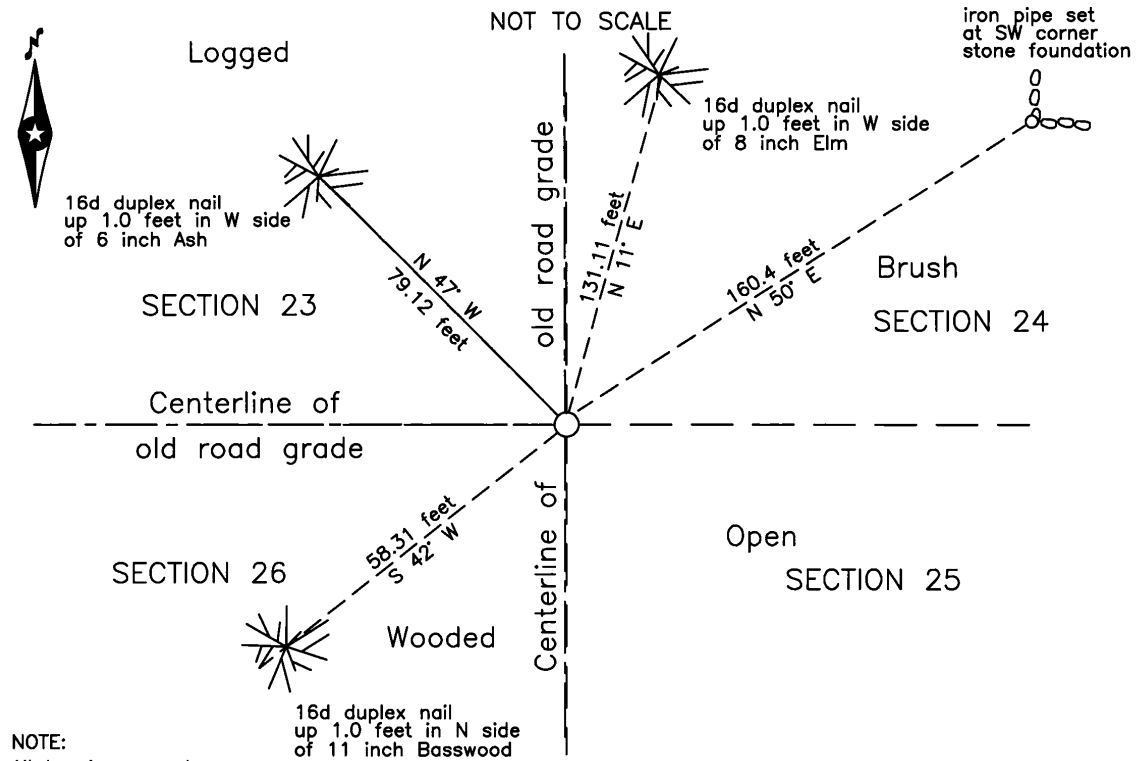 NOT TO SCALE
N
Logged
iron pipe set
at SW corner
stone foundation
16d duplex nail
up 1.0 feet in W side
of 8 inch Elm
16d duplex nail
up 1.0 feet in W side
of 6 inch Ash
old road grade
131.11 feet
N 11° E
160.4 feet
N 50° E
N 47° W
79.12 feet
Brush
SECTION 23
SECTION 24
Centerline of
old road grade
58.31 feet
S 42° W
Centerline of
Open
SECTION 26
SECTION 25
Wooded
16d duplex nail
up 1.0 feet in N side
of 11 inch Basswood
NOTE: